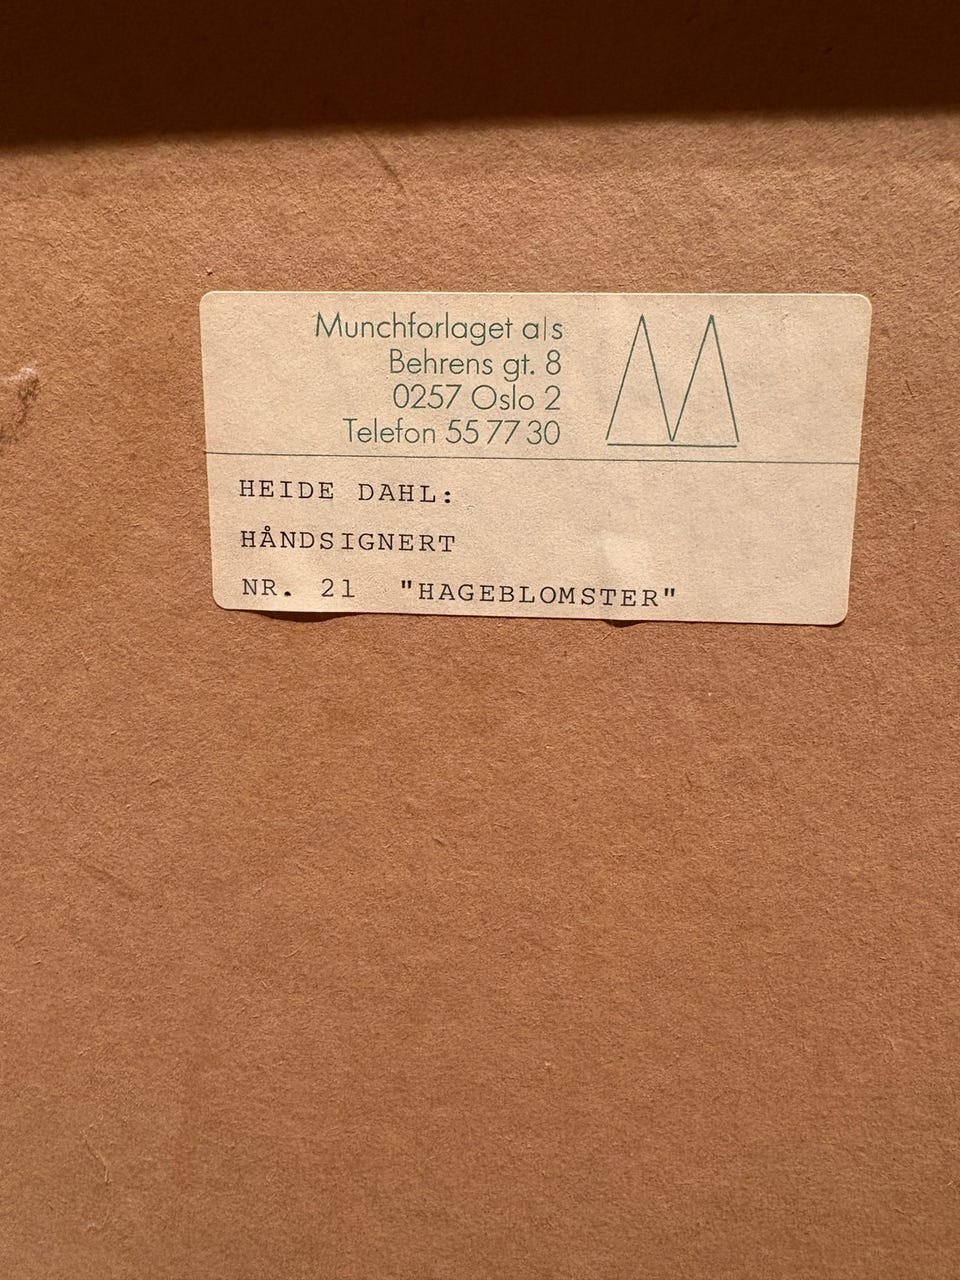 Munchforlaget a|s
Behrens gt. 8
0257 Oslo 2
Telefon 55 77 30
HEIDE DAHL:
HÅNDSIGNERT
NR. 21 "HAGEBLOMSTER"